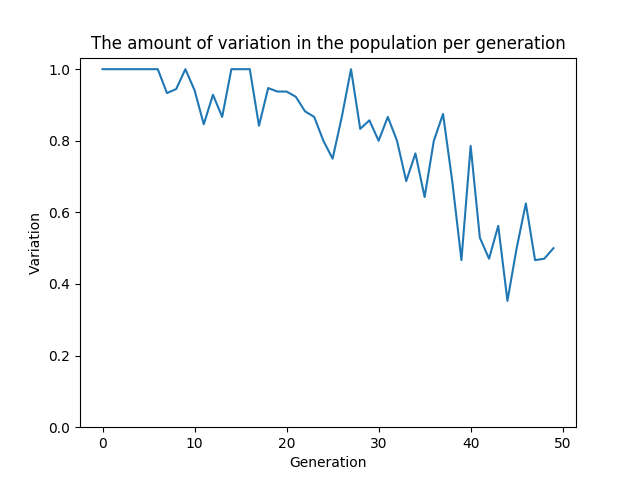 The amount of variation in the population per generation
1.0
0.8
0.6
0.4
0.2
0.0
Variation
0 10 20 30 40 50
Generation